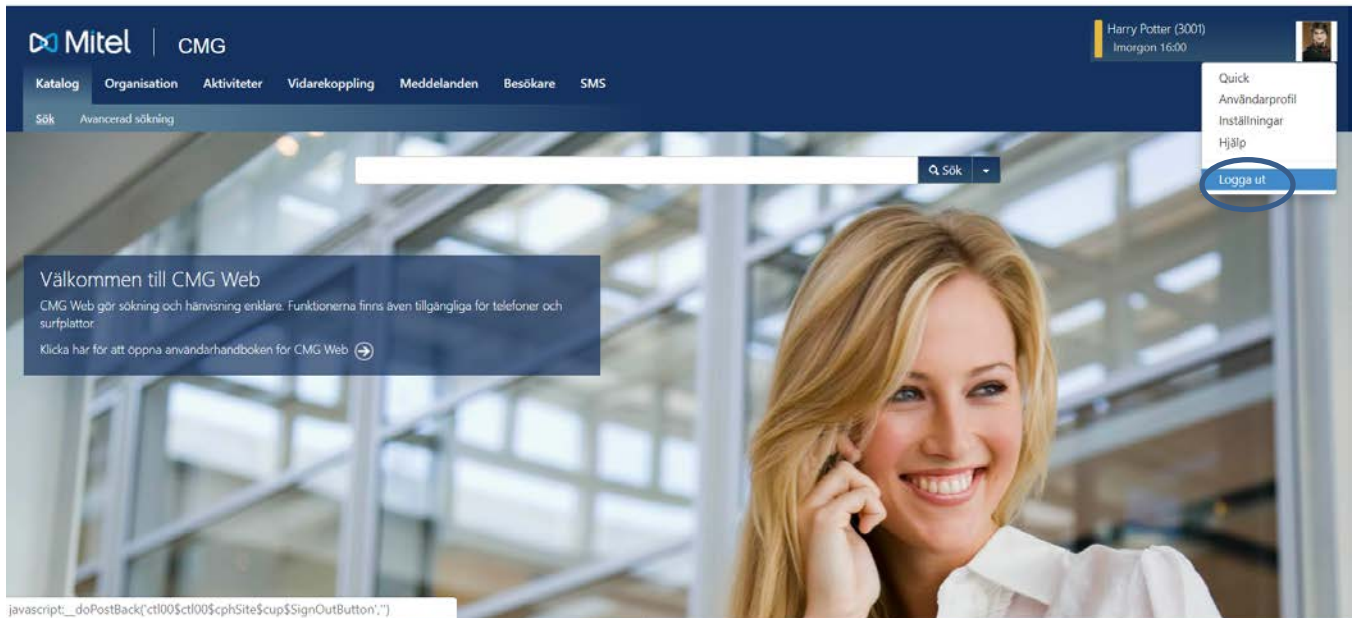 Mitel | CMG
Harry Potter (3001)
Imorgon 16:00
Katalog Organisation Aktiviteter Vidarekoppling Meddelanden Besökare SMS
Sök Avancerad sökning
Quick
Användarprofil
Inställningar
Hjälp
Logga ut
Sök
Välkommen till CMG Web
CMG Web gör sökning och hänvisning enklare. Funktionerna finns även tillgängliga för telefoner och
surfplattor.
Klicka här för att öppna användarhandboken för CMG Web
javascript:__doPostBack('ctl00$ctl00$cphSite$cup$SignOutButton','')